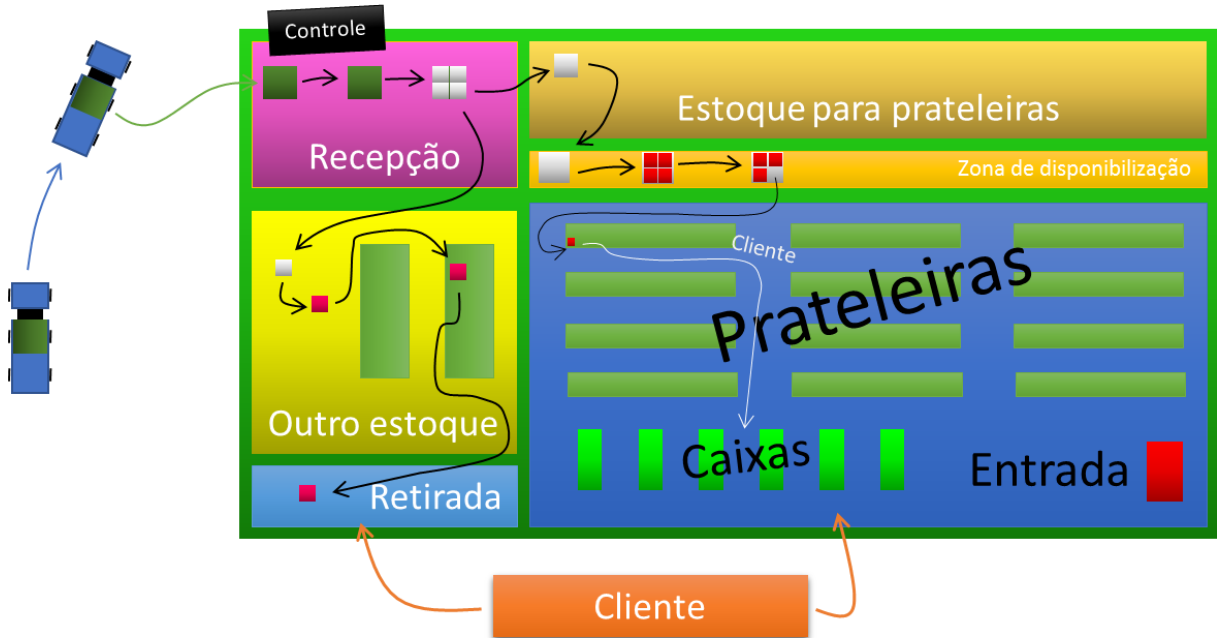 Controle
Recepção
Estoque para prateleiras
Zona de disponibilização
Cliente
Prateleiras
Outro estoque
Caixas
Entrada
Retirada
Cliente